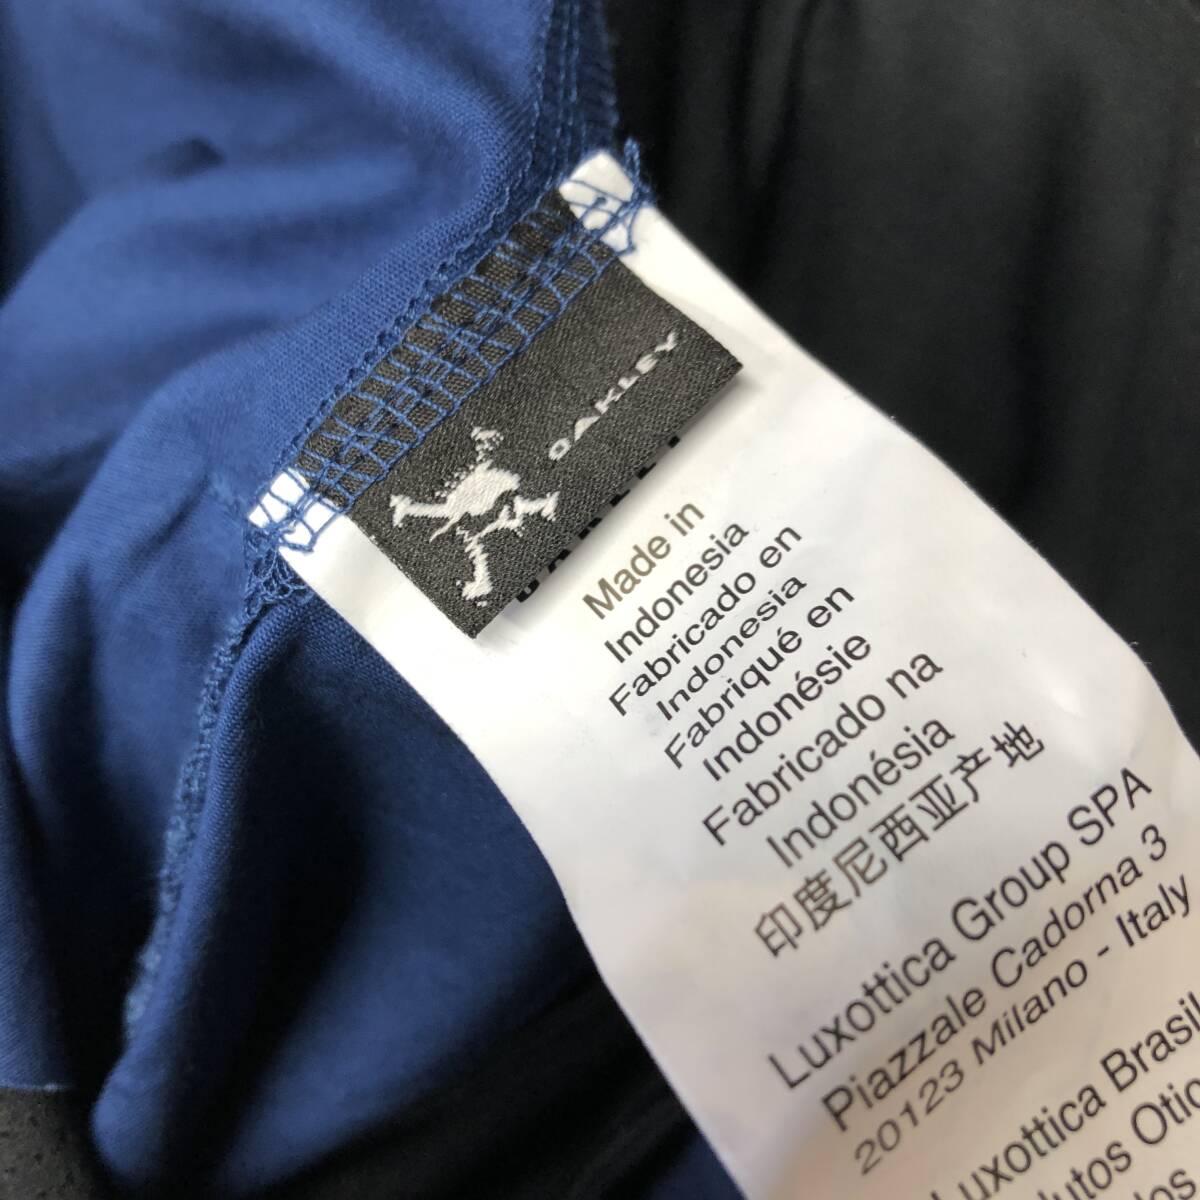 OAKLEY
Made in
Indonesia
Fabricado en
Indonesia
Fabriqué en
Indonésie
Fabricado na
Indonésia
印度尼西亚产地
Luxottica Group SPA
Piazzale Cadorna 3
20123 Milano - Italy
Luxottica Brasil
Otic